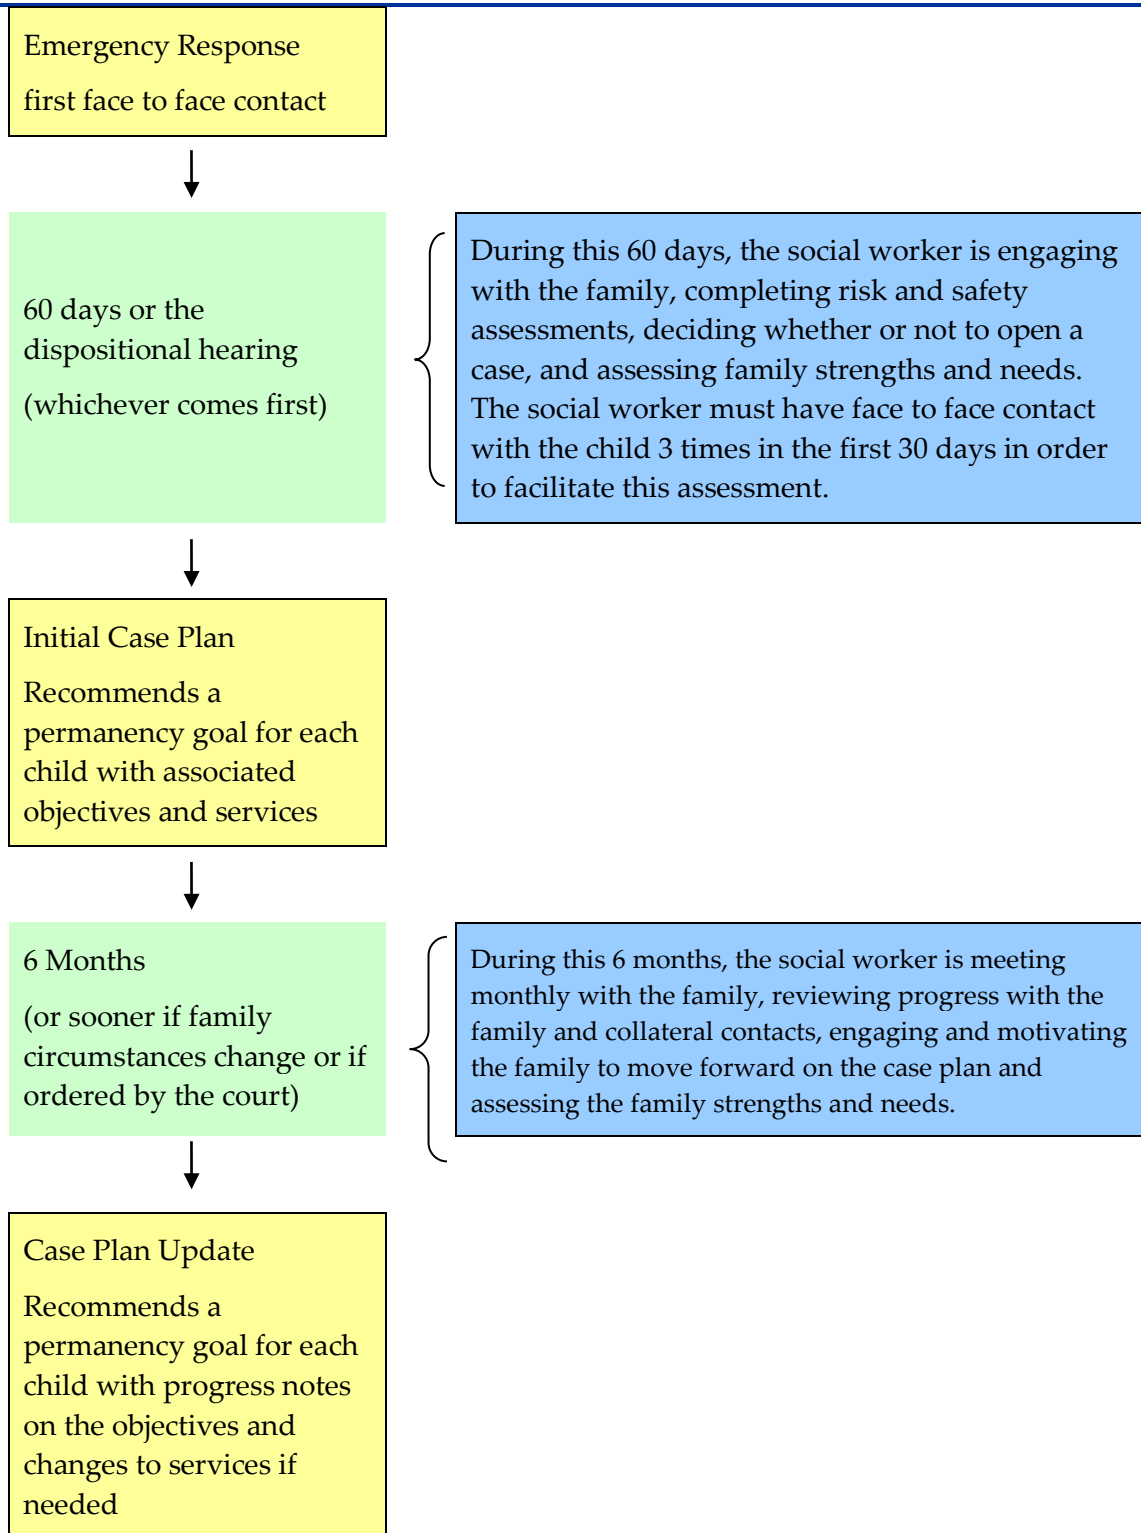 Emergency Response
first face to face contact
60 days or the
dispositional hearing
(whichever comes first)
During this 60 days, the social worker is engaging
with the family, completing risk and safety
assessments, deciding whether or not to open a
case, and assessing family strengths and needs.
The social worker must have face to face contact
with the child 3 times in the first 30 days in order
to facilitate this assessment.
Initial Case Plan
Recommends a
permanency goal for each
child with associated
objectives and services
6 Months
(or sooner if family
circumstances change or if
ordered by the court)
During this 6 months, the social worker is meeting
monthly with the family, reviewing progress with the
family and collateral contacts, engaging and motivating
the family to move forward on the case plan and
assessing the family strengths and needs.
Case Plan Update
Recommends a
permanency goal for each
child with progress notes
on the objectives and
changes to services if
needed